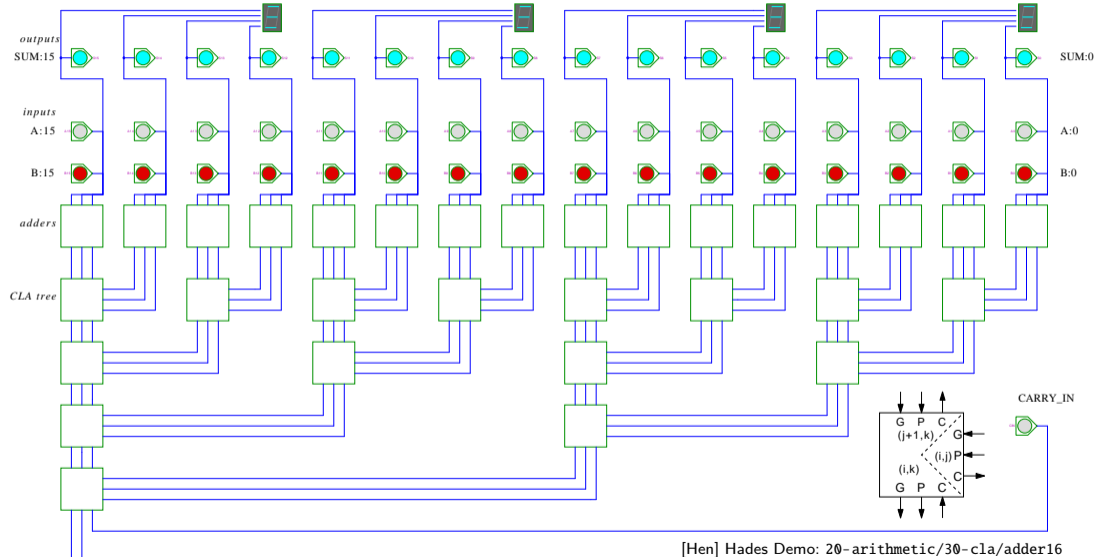 outputs
SUM:15 SUM:0
inputs
A:15 A:0
B:15 B:0
adders
CLA tree
CARRY_IN
G P C
(j+1,k) G
(i,j) P
(i,k) C
G P C
[Hen] Hades Demo: 20-arithmetic/30-cla/adder16